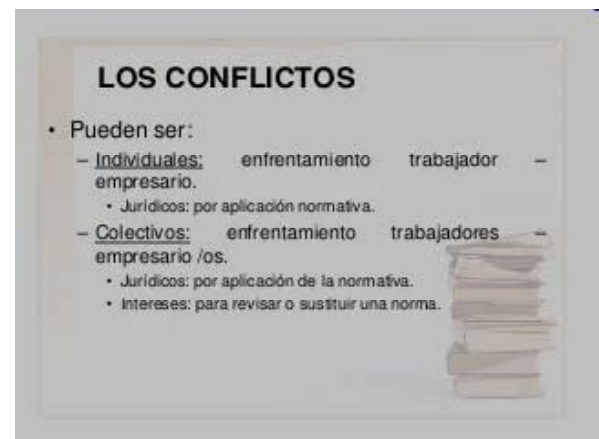 LOS CONFLICTOS
• Pueden ser:
– Individuales: enfrentamiento trabajador –
empresario.
• Jurídicos: por aplicación normativa.
– Colectivos: enfrentamiento trabajadores –
empresario /os.
• Jurídicos: por aplicación de la normativa.
• Intereses: para revisar o sustituir una norma.